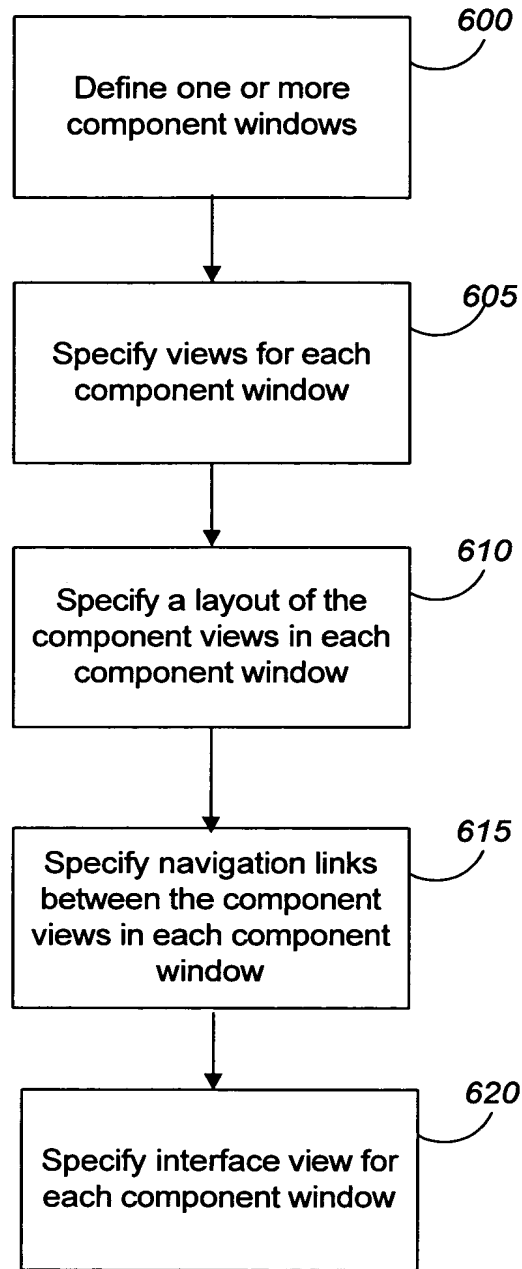 600
Define one or more
component windows
605
Specify views for each
component window
610
Specify a layout of the
component views in each
component window
615
Specify navigation links
between the component
views in each component
window
620
Specify interface view for
each component window